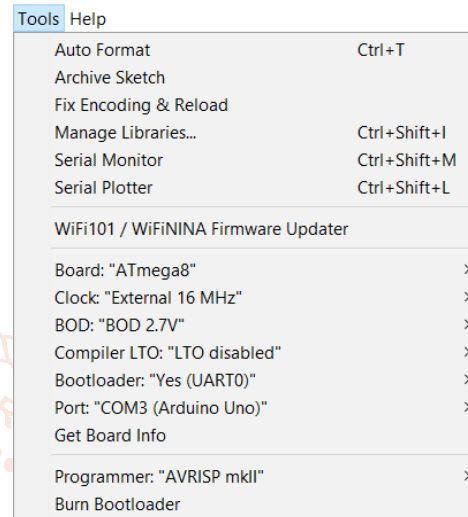 Tools Help
Auto Format Ctrl+T
Archive Sketch
Fix Encoding & Reload
Manage Libraries... Ctrl+Shift+I
Serial Monitor Ctrl+Shift+M
Serial Plotter Ctrl+Shift+L
WiFi101 / WiFiNINA Firmware Updater
Board: "ATmega8"
Clock: "External 16 MHz"
BOD: "BOD 2.7V"
Compiler LTO: "LTO disabled"
Bootloader: "Yes (UART0)"
Port: "COM3 (Arduino Uno)"
Get Board Info
Programmer: "AVRISP mkII"
Burn Bootloader